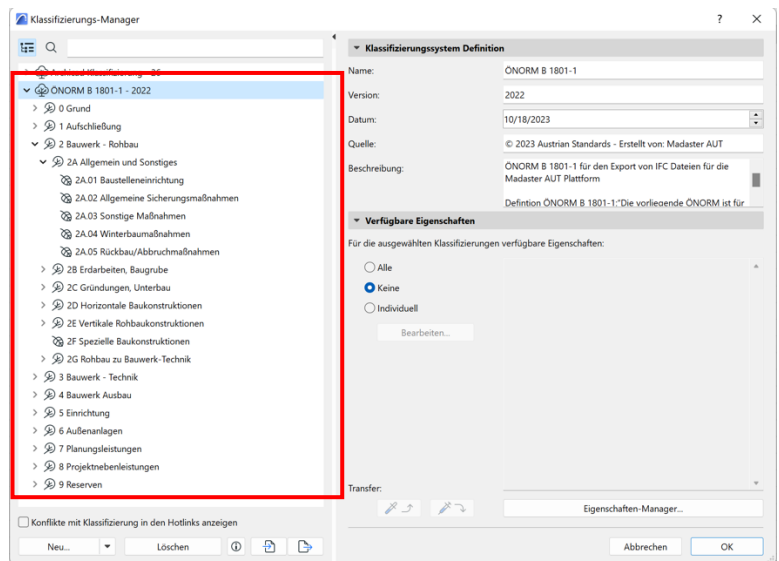 Klassifizierungs-Manager
Archicad Klassifizierung - 26
ÖNORM B 1801-1 - 2022
0 Grund
1 Aufschließung
2 Bauwerk - Rohbau
2A Allgemein und Sonstiges
2A.01 Baustelleneinrichtung
2A.02 Allgemeine Sicherungsmaßnahmen
2A.03 Sonstige Maßnahmen
2A.04 Winterbaumaßnahmen
2A.05 Rückbau/Abbruchmaßnahmen
2B Erdarbeiten, Baugrube
2C Gründungen, Unterbau
2D Horizontale Baukonstruktionen
2E Vertikale Rohbaukonstruktionen
2F Spezielle Baukonstruktionen
2G Rohbau zu Bauwerk-Technik
3 Bauwerk - Technik
4 Bauwerk Ausbau
5 Einrichtung
6 Außenanlagen
7 Planungsleistungen
8 Projektnebenleistungen
9 Reserven
Konflikte mit Klassifizierung in den Hotlinks anzeigen
Neu...
Löschen
Klassifizierungssystem Definition
Name: ÖNORM B 1801-1
Version: 2022
Datum: 10/18/2023
Quelle: © 2023 Austrian Standards - Erstellt von: Madaster AUT
Beschreibung: ÖNORM B 1801-1 für den Export von IFC Dateien für die
Madaster AUT Plattform
Defintion ÖNORM B 1801-1:"Die vorliegende ÖNORM ist für
Verfügbare Eigenschaften
Für die ausgewählten Klassifizierungen verfügbare Eigenschaften:
Alle
Keine
Individuell
Bearbeiten...
Transfer:
Eigenschaften-Manager...
Abbrechen
OK